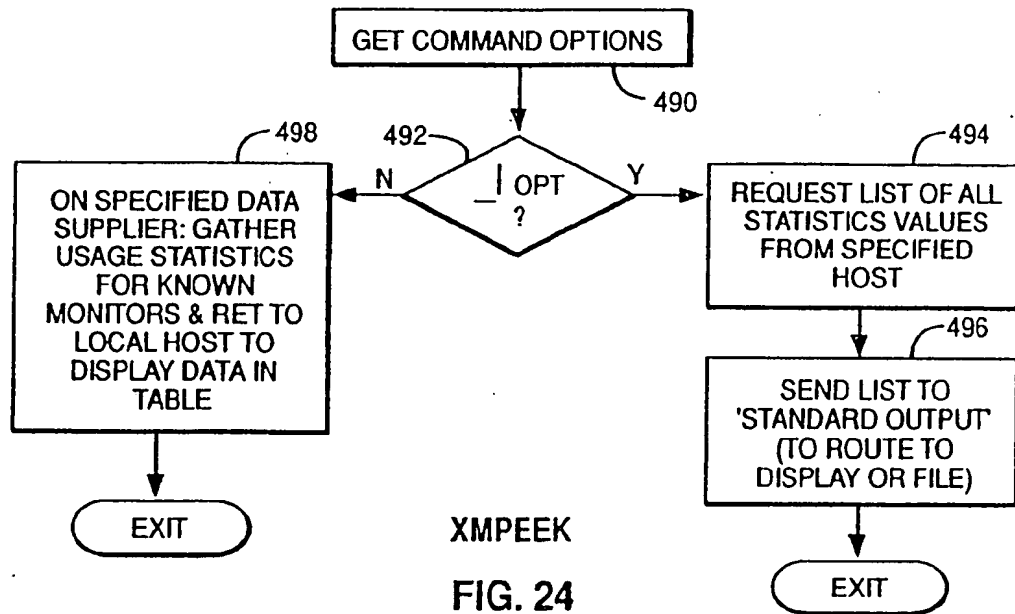 GET COMMAND OPTIONS
490
492
_l OPT
?
N
Y
498
ON SPECIFIED DATA
SUPPLIER: GATHER
USAGE STATISTICS
FOR KNOWN
MONITORS & RET TO
LOCAL HOST TO
DISPLAY DATA IN
TABLE
EXIT
494
REQUEST LIST OF ALL
STATISTICS VALUES
FROM SPECIFIED
HOST
496
SEND LIST TO
'STANDARD OUTPUT'
(TO ROUTE TO
DISPLAY OR FILE)
EXIT
XMPEEK
FIG. 24